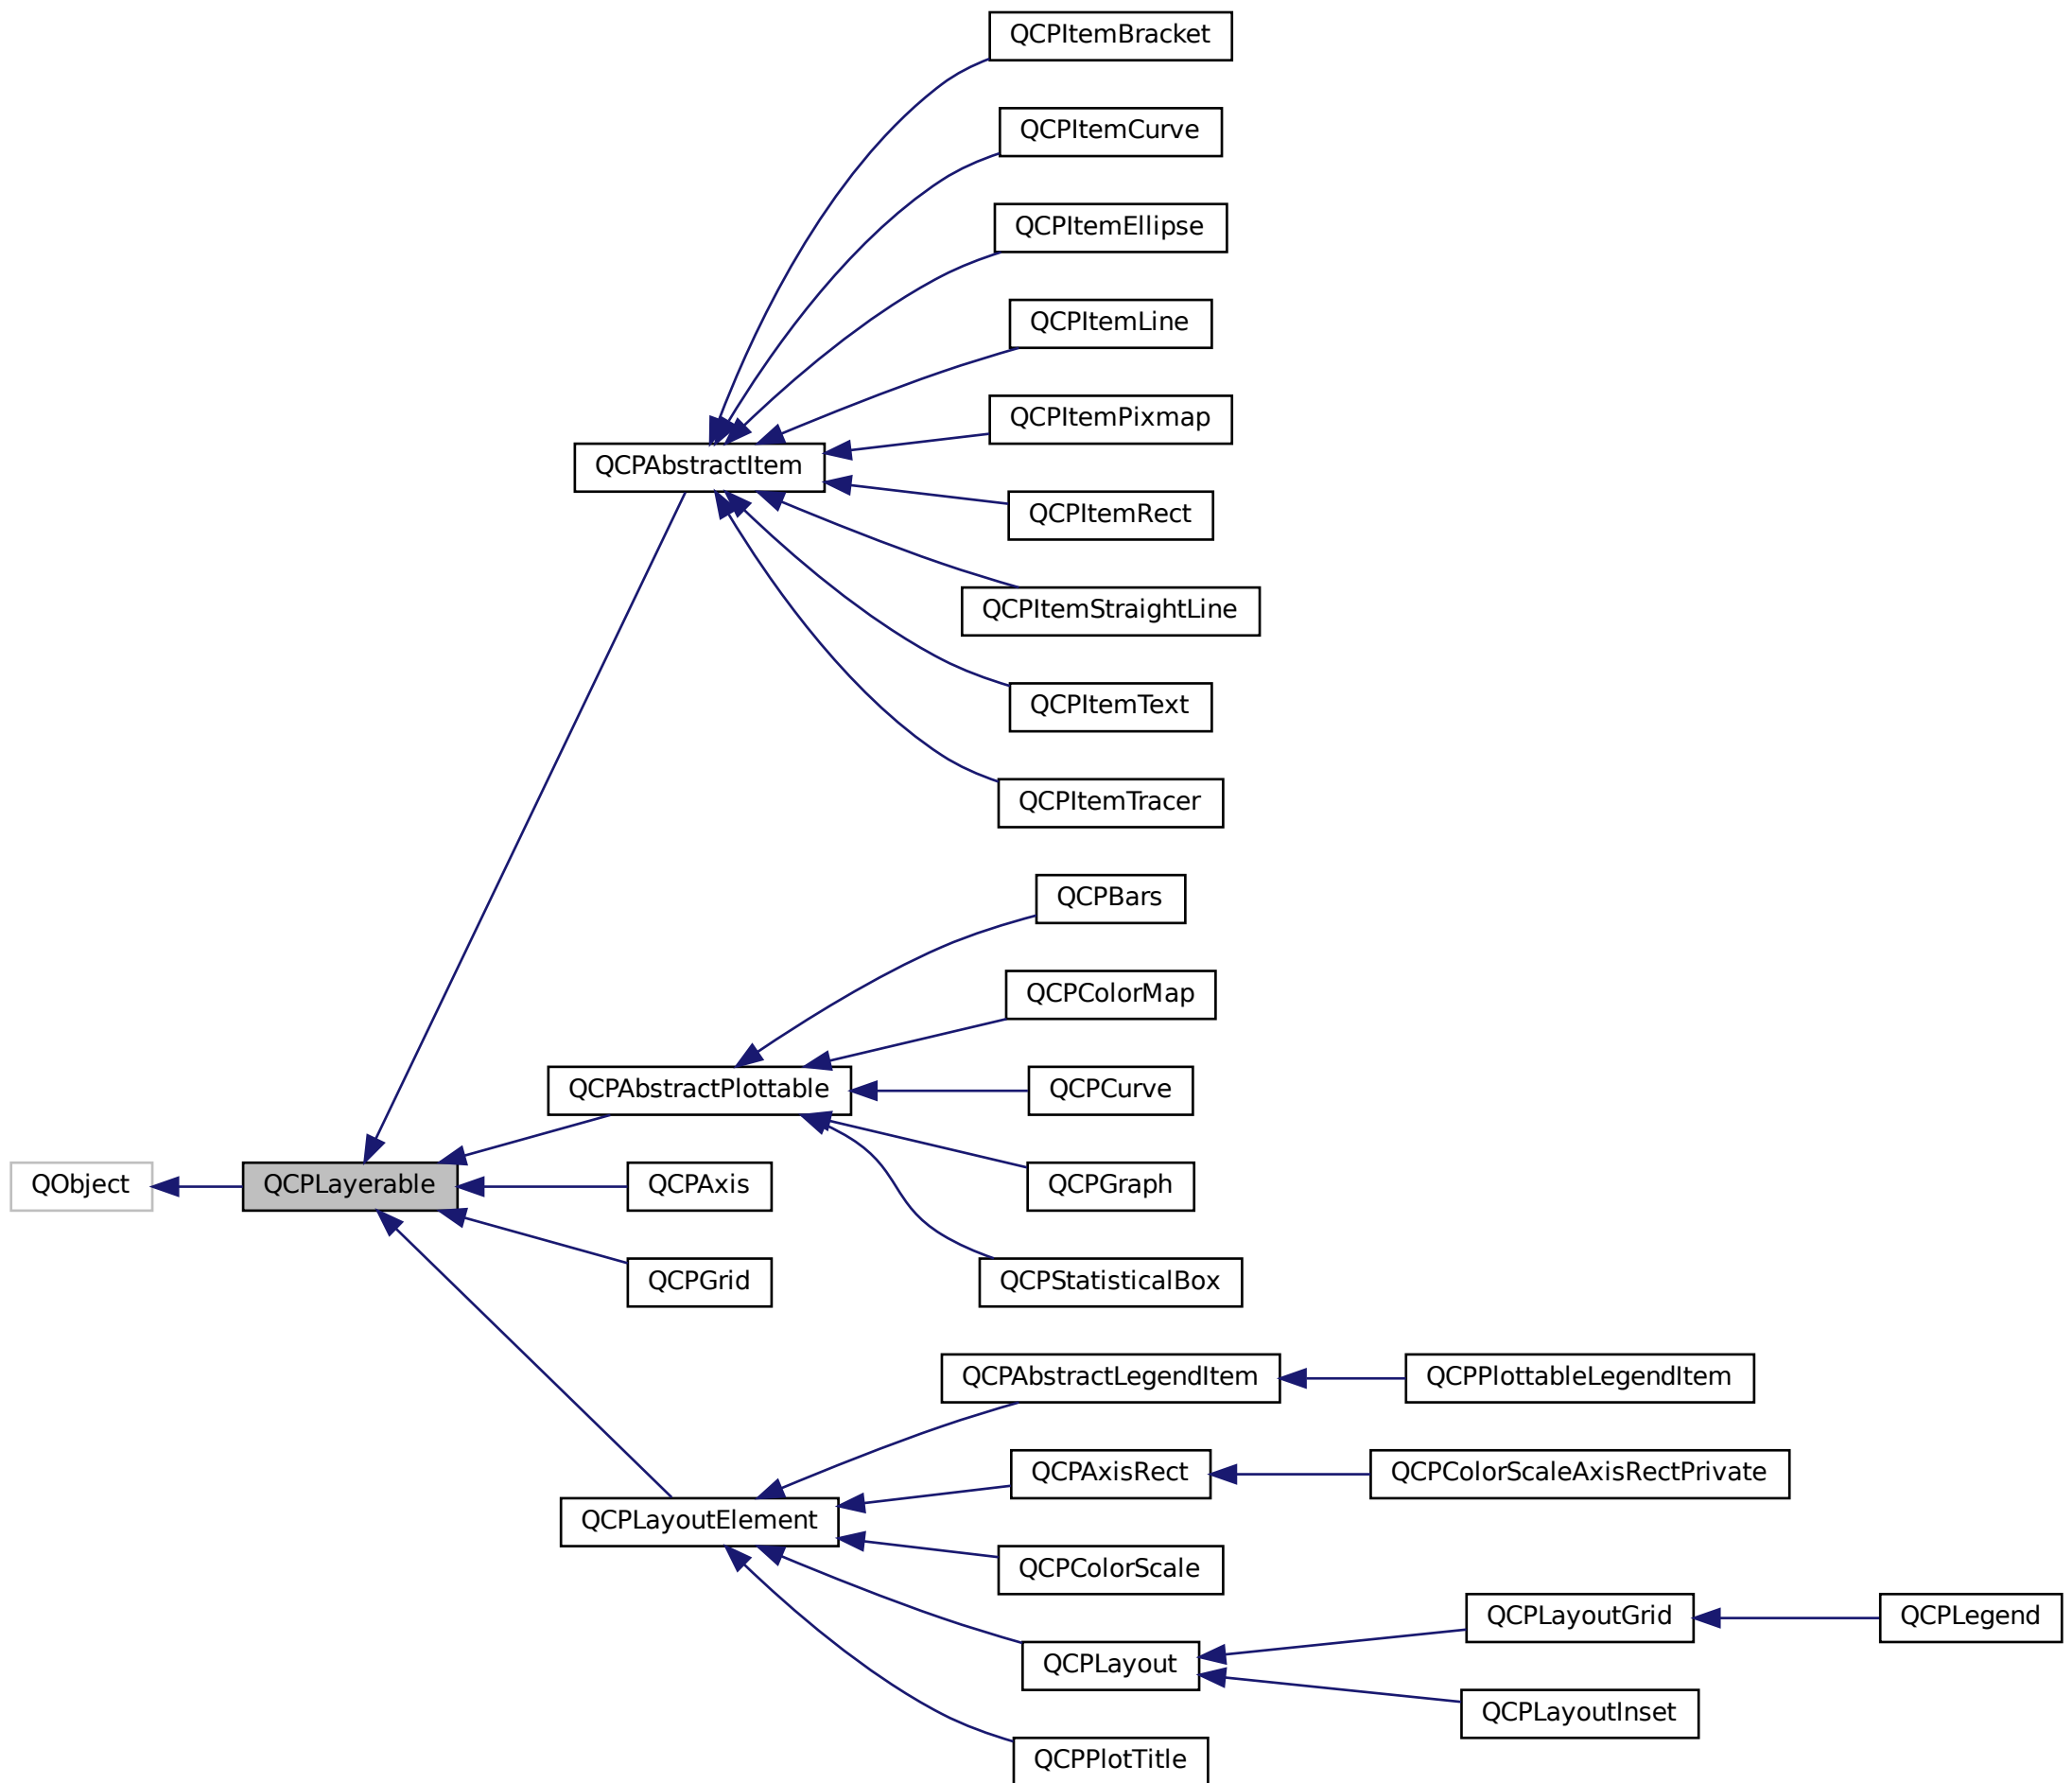 QCPItemBracket
QCPItemCurve
QCPItemEllipse
QCPItemLine
QCPItemPixmap
QCPAbstractItem
QCPItemRect
QCPItemStraightLine
QCPItemText
QCPItemTracer
QCPBars
QCPColorMap
QCPAbstractPlottable
QCPCurve
QObject
QCPLayerable
QCPAxis
QCPGraph
QCPGrid
QCPStatisticalBox
QCPAbstractLegendItem
QCPPlottableLegendItem
QCPAxisRect
QCPColorScaleAxisRectPrivate
QCPLayoutElement
QCPColorScale
QCPLayoutGrid
QCPLegend
QCPLayout
QCPLayoutInset
QCPPlotTitle